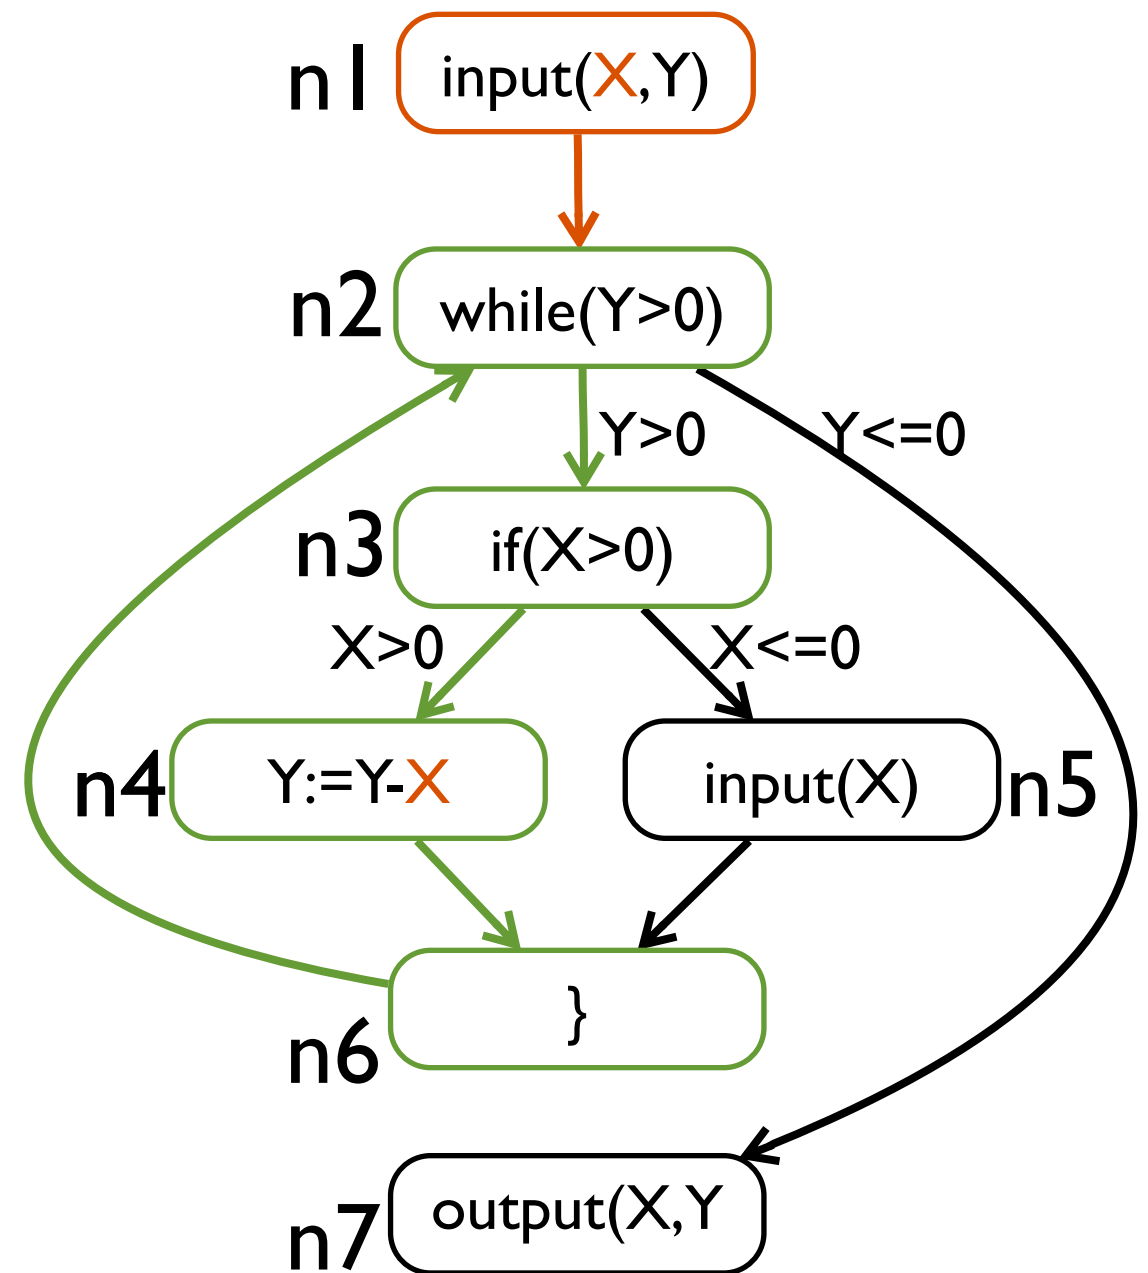 n1
input(X,Y)
n2
while(Y>0)
Y>0
Y<=0
n3
if(X>0)
X>0
X<=0
n4
Y:=Y-X
input(X)
n5
}
n6
output(X,Y
n7